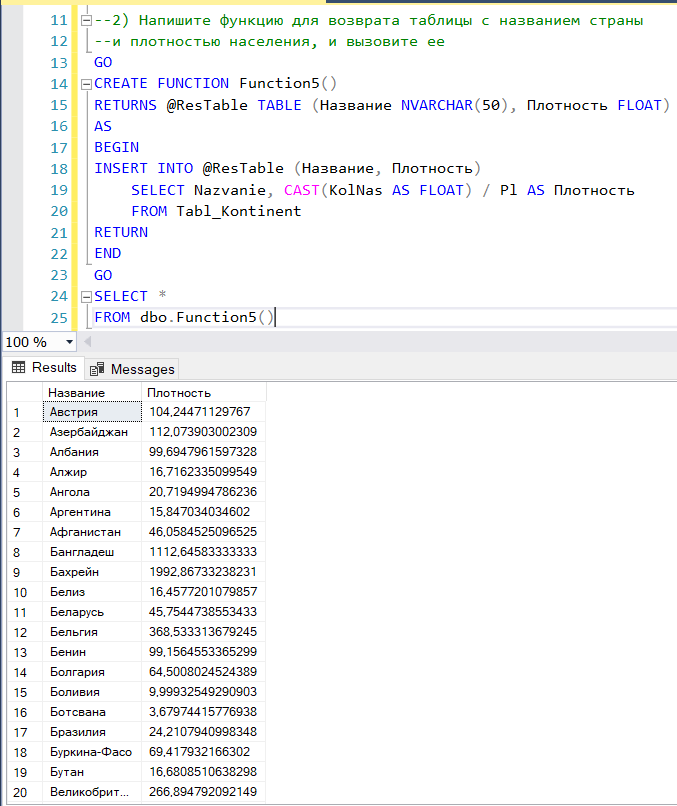 11 --2) Напишите функцию для возврата таблицы с названием страны
12 --и плотностью населения, и вызовите ее
13 GO
14 CREATE FUNCTION Function5()
15 RETURNS @ResTable TABLE (Название NVARCHAR(50), Плотность FLOAT)
16 AS
17 BEGIN
18 INSERT INTO @ResTable (Название, Плотность)
19 SELECT Nazvanie, CAST(KolNas AS FLOAT) / Pl AS Плотность
20 FROM Tabl_Kontinent
21 RETURN
22 END
23 GO
24 SELECT *
25 FROM dbo.Function5()
100 %
Results Messages
Название Плотность
1 Австрия 104,24471129767
2 Азербайджан 112,073903002309
3 Албания 99,6947961597328
4 Алжир 16,7162335099549
5 Ангола 20,7194994786236
6 Аргентина 15,847034034602
7 Афганистан 46,0584525096525
8 Бангладеш 1112,64583333333
9 Бахрейн 1992,86733238231
10 Белиз 16,4577201079857
11 Беларусь 45,7544738553433
12 Бельгия 368,533313679245
13 Бенин 99,1564553365299
14 Болгария 64,5008024524389
15 Боливия 9,99932549290903
16 Ботсвана 3,67974415776938
17 Бразилия 24,2107940998348
18 Буркина-Фасо 69,417932166302
19 Бутан 16,6808510638298
20 Великобрит... 266,894792092149